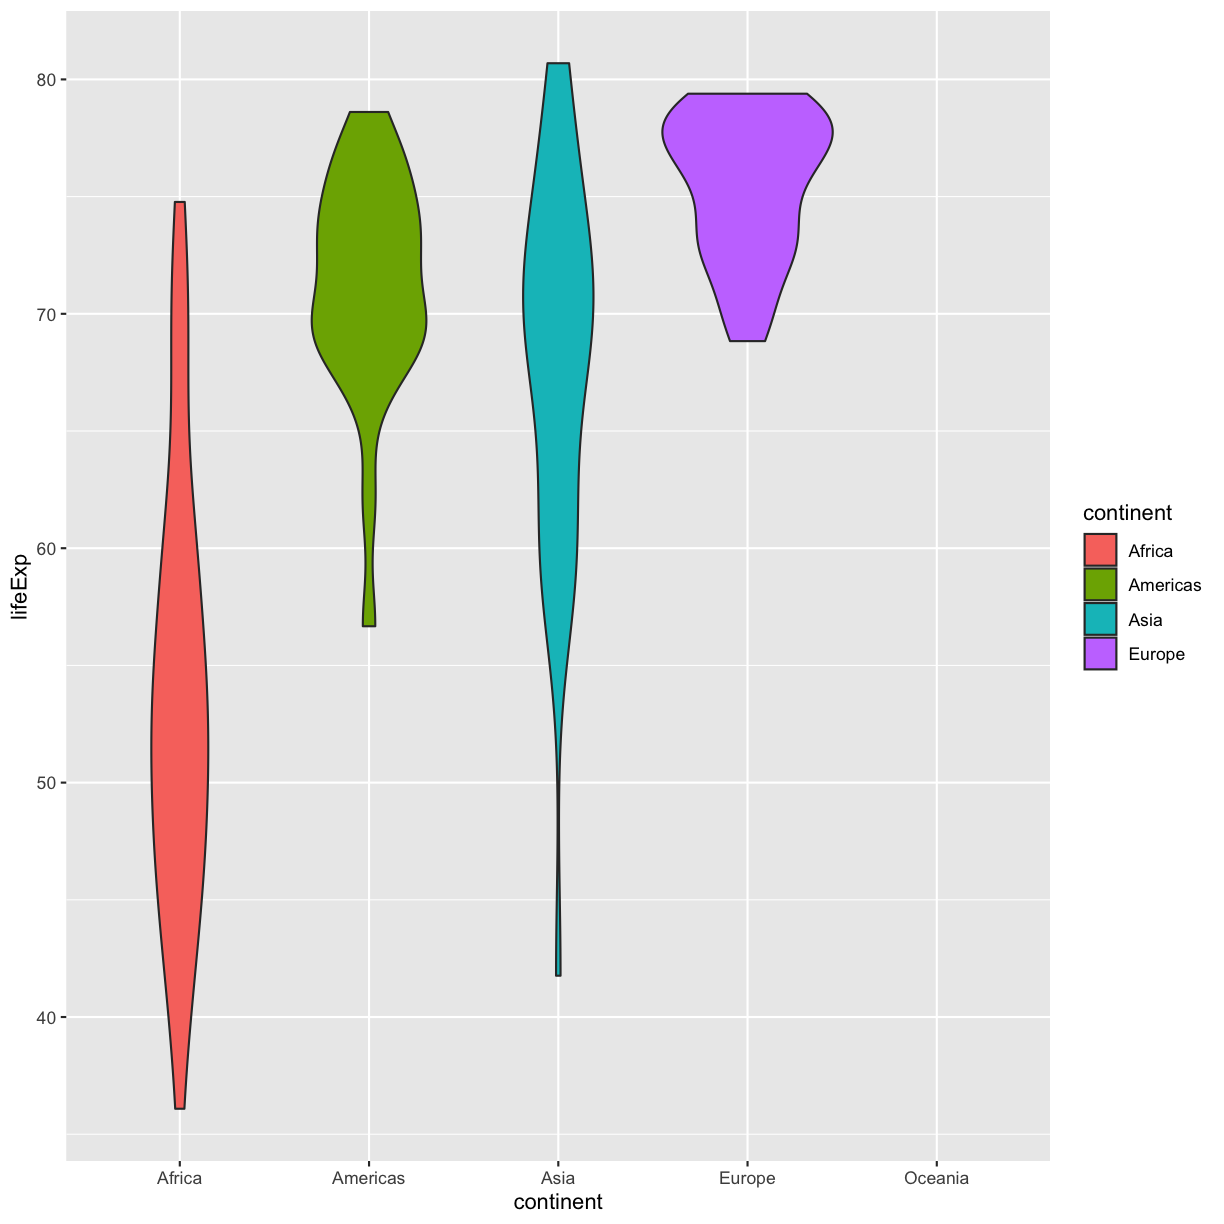 80
70
60
50
40
lifeExp
Africa
Americas
Asia
Europe
Oceania
continent
continent
Africa
Americas
Asia
Europe